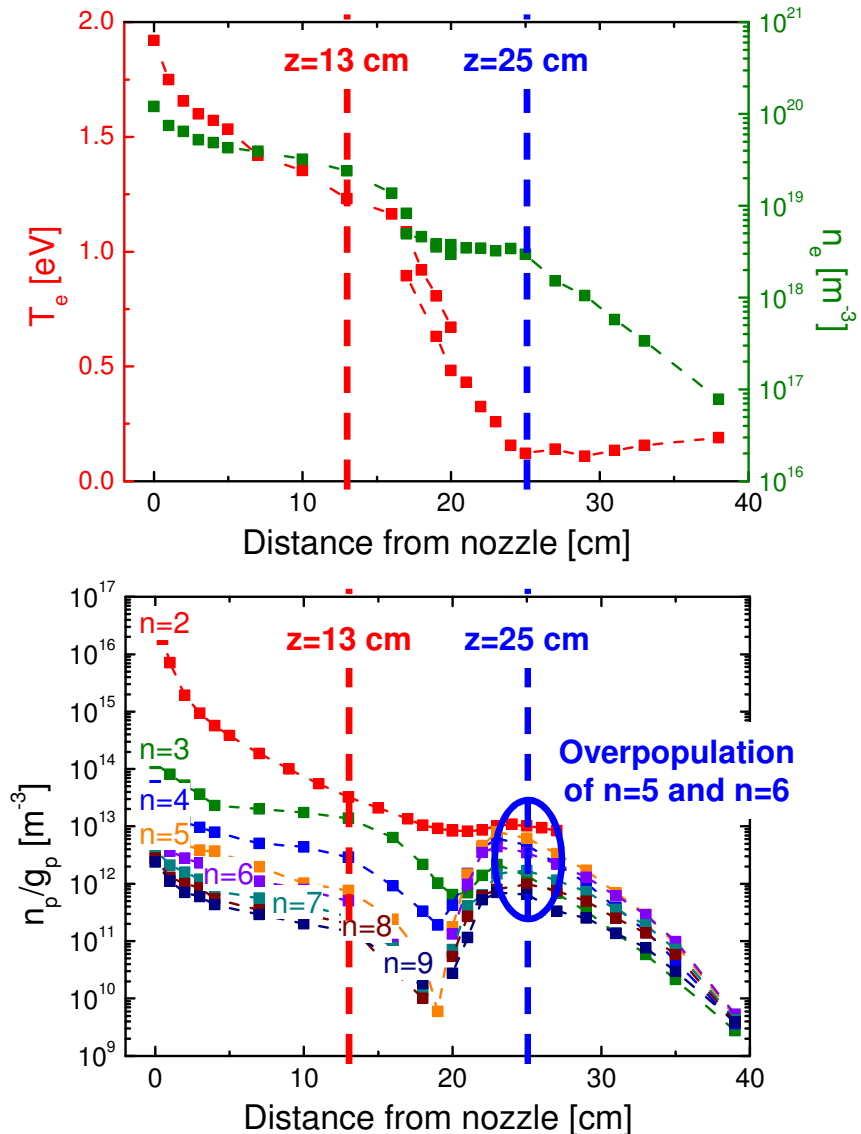 2.0
1.5
1.0
0.5
0.0
T_e [eV]
z=13 cm
z=25 cm
10^21
10^20
10^19
10^18
10^17
10^16
n_e [m^-3]
0
10
20
30
40
Distance from nozzle [cm]
10^17
10^16
10^15
10^14
10^13
10^12
10^11
10^10
10^9
n_p/g_p [m^-3]
n=2
n=3
n=4
n=5
n=6
n=7
n=8
n=9
z=13 cm
z=25 cm
Overpopulation
of n=5 and n=6
0
10
20
30
40
Distance from nozzle [cm]